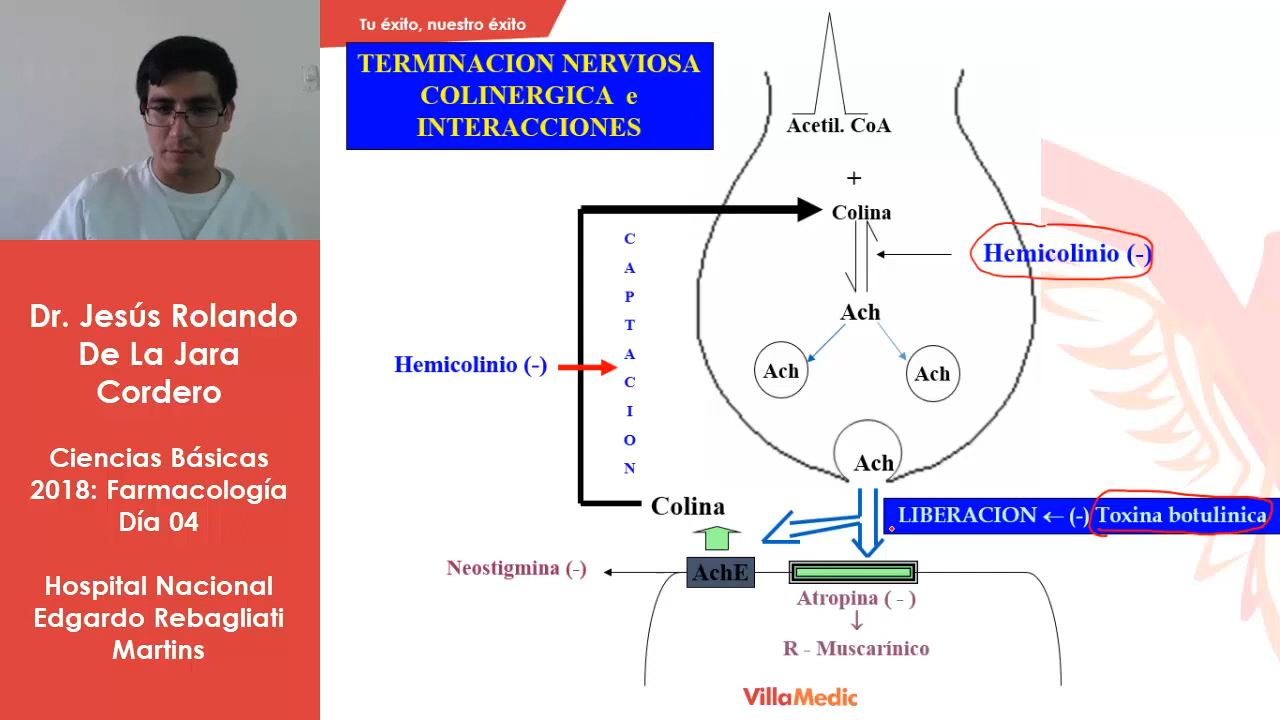 Tu éxito, nuestro éxito
TERMINACION NERVIOSA
COLINERGICA e
INTERACCIONES
Acetil. CoA
+
Colina
Hemicolinio (-)
C
A
P
T
A
C
I
O
N
Ach
Hemicolinio (-)
Ach
Ach
Ach
Colina
LIBERACION ← (-) Toxina botulinica
Neostigmina (-)
AchE
Atropina ( - )
↓
R - Muscarínico
VillaMedic
Dr. Jesús Rolando
De La Jara
Cordero
Ciencias Básicas
2018: Farmacología
Día 04
Hospital Nacional
Edgardo Rebagliati
Martins